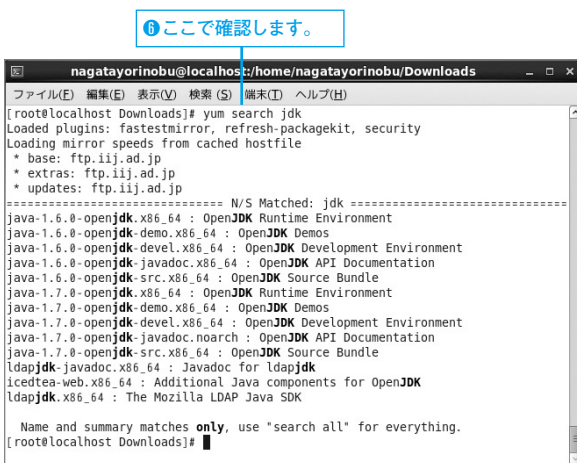 ❻ここで確認します。
nagatayorinobu@localhost:/home/nagatayorinobu/Downloads
ファイル(F) 編集(E) 表示(V) 検索 (S) 端末(T) ヘルプ(H)
[root@localhost Downloads]# yum search jdk
Loaded plugins: fastestmirror, refresh-packagekit, security
Loading mirror speeds from cached hostfile
 * base: ftp.iij.ad.jp
 * extras: ftp.iij.ad.jp
 * updates: ftp.iij.ad.jp
=============================== N/S Matched: jdk ===============================
java-1.6.0-openjdk.x86_64 : OpenJDK Runtime Environment
java-1.6.0-openjdk-demo.x86_64 : OpenJDK Demos
java-1.6.0-openjdk-devel.x86_64 : OpenJDK Development Environment
java-1.6.0-openjdk-javadoc.x86_64 : OpenJDK API Documentation
java-1.6.0-openjdk-src.x86_64 : OpenJDK Source Bundle
java-1.7.0-openjdk.x86_64 : OpenJDK Runtime Environment
java-1.7.0-openjdk-demo.x86_64 : OpenJDK Demos
java-1.7.0-openjdk-devel.x86_64 : OpenJDK Development Environment
java-1.7.0-openjdk-javadoc.noarch : OpenJDK API Documentation
java-1.7.0-openjdk-src.x86_64 : OpenJDK Source Bundle
ldapjdk-javadoc.x86_64 : Javadoc for ldapjdk
icedtea-web.x86_64 : Additional Java components for OpenJDK
ldapjdk.x86_64 : The Mozilla LDAP Java SDK
  Name and summary matches only, use "search all" for everything.
[root@localhost Downloads]#